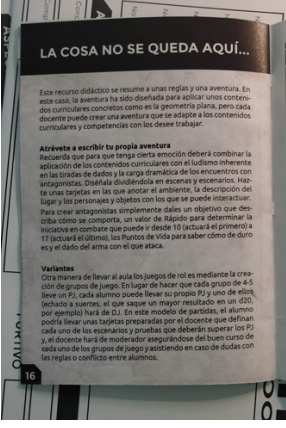 LA COSA NO SE QUEDA AQUÍ...
Este recurso didáctico se resume a unas reglas y una aventura. En
este caso, la aventura ha sido diseñada para aplicar unos conteni-
dos curriculares concretos como es la geometría plana, pero cada
docente puede crear una aventura que se adapte a los contenidos
curriculares y competencias con los desee trabajar.
Atrévete a escribir tu propia aventura
Recuerda que para que tenga cierta emoción deberá combinar la
aplicación de los contenidos curriculares con el ludismo inherente
en las tiradas de dados y la carga dramática de los encuentros con
antagonistas. Diséñala dividiéndola en escenas y escenarios. Haz-
te unas tarjetas en las que anotar el ambiente, la descripción del
lugar y los personajes y objetos con los que se puede interactuar.
Para crear antagonistas simplemente dales un objetivo que des-
criba cómo se comporta, un valor de Rápido para determinar la
iniciativa en combate que puede ir desde 10 (actuará el primero) a
17 (actuará el último), los Puntos de Vida para saber cómo de duro
es y el dado del arma con el que ataca.
Variantes
Otra manera de llevar al aula los juegos de rol es mediante la crea-
ción de grupos de juego. En lugar de hacer que cada grupo de 4-5
lleve un PJ, cada alumno puede llevar su propio PJ y uno de ellos
(echado a suertes, el que saque un mayor resultado en un d20,
por ejemplo) hará de DJ. En este modelo de partidas, el alumno
podría llevar unas tarjetas preparadas por el docente que definan
cada uno de los escenarios y pruebas que deberán superar los PJ
y, el docente hará de moderador asegurándose del buen curso de
cada uno de los grupos de juego y asistiendo en caso de dudas con
las reglas o conflicto entre alumnos.
16